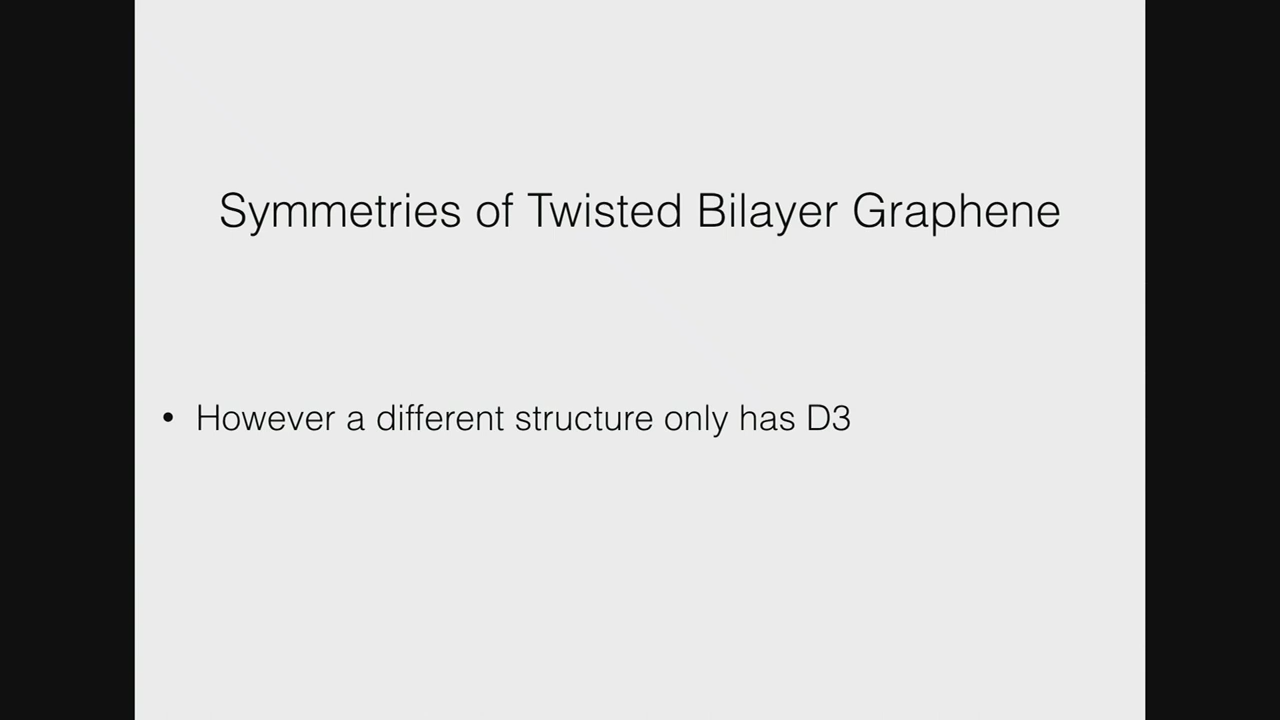 Symmetries of Twisted Bilayer Graphene
• However a different structure only has D3